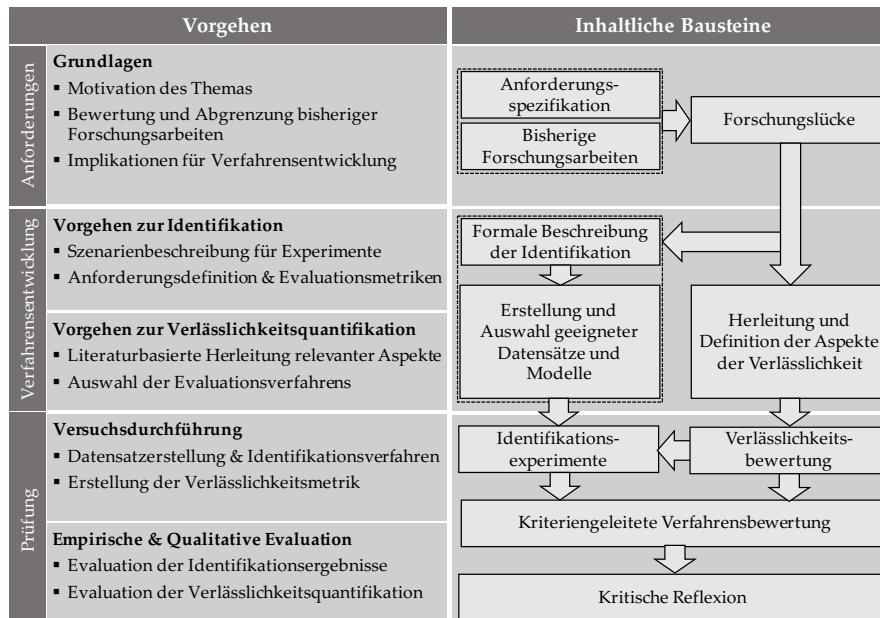 Vorgehen
Inhaltliche Bausteine
Anforderungen
Grundlagen
▪ Motivation des Themas
▪ Bewertung und Abgrenzung bisheriger
Forschungsarbeiten
▪ Implikationen für Verfahrensentwicklung
Anforderungs-
spezifikation
Bisherige
Forschungsarbeiten
Forschungslücke
Verfahrensentwicklung
Vorgehen zur Identifikation
▪ Szenarienbeschreibung für Experimente
▪ Anforderungsdefinition & Evaluationsmetriken
Vorgehen zur Verlässlichkeitsquantifikation
▪ Literaturbasierte Herleitung relevanter Aspekte
▪ Auswahl der Evaluationsverfahrens
Formale Beschreibung
der Identifikation
Erstellung und
Auswahl geeigneter
Datensätze und
Modelle
Herleitung und
Definition der Aspekte
der Verlässlichkeit
Prüfung
Versuchsdurchführung
▪ Datensatzerstellung & Identifikationsverfahren
▪ Erstellung der Verlässlichkeitsmetrik
Empirische & Qualitative Evaluation
▪ Evaluation der Identifikationsergebnisse
▪ Evaluation der Verlässlichkeitsquantifikation
Identifikations-
experimente
Verlässlichkeits-
bewertung
Kriteriengeleitete Verfahrensbewertung
Kritische Reflexion